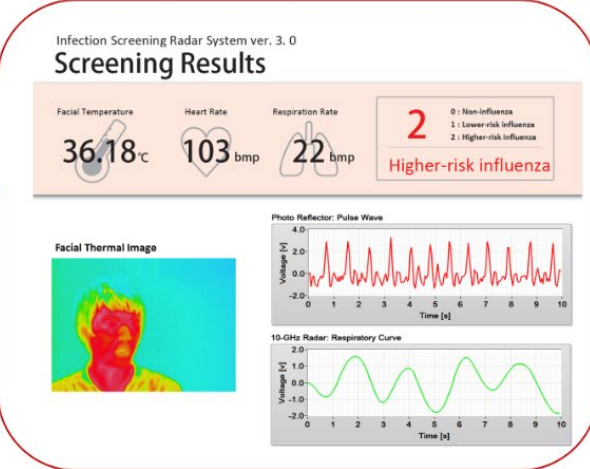 Infection Screening Radar System ver. 3. 0
Screening Results
Facial Temperature
Heart Rate
Respiration Rate
36.18℃
103 bmp
22 bmp
2
0 : Non-influenza
1 : Lower-risk influenza
2 : Higher-risk influenza
Higher-risk influenza
Facial Thermal Image
Photo Reflector: Pulse Wave
Voltage [v]
4.0
2.0
0.0
-2.0
0 1 2 3 4 5 6 7 8 9 10
Time [s]
10-GHz Radar: Respiratory Curve
Voltage [v]
2.0
1.0
0.0
-1.0
-2.0
0 1 2 3 4 5 6 7 8 9 10
Time [s]